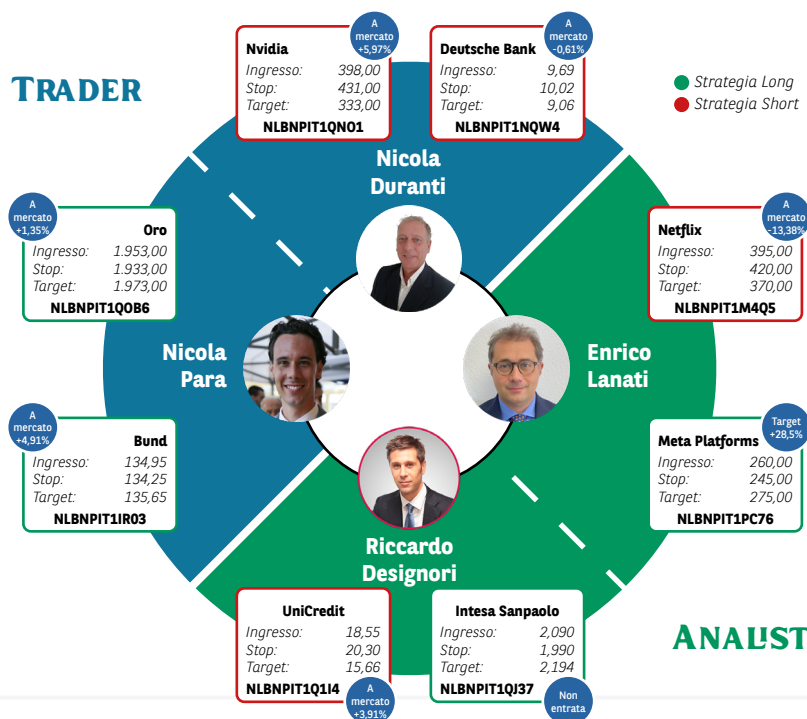 TRADER
A
mercato
+5,97%
Nvidia
Ingresso: 398,00
Stop: 431,00
Target: 333,00
NLBNPIT1QNO1
A
mercato
-0,61%
Deutsche Bank
Ingresso: 9,69
Stop: 10,02
Target: 9,06
NLBNPIT1NQW4
Strategia Long
Strategia Short
Nicola
Duranti
A
mercato
+1,35%
Oro
Ingresso: 1.953,00
Stop: 1.933,00
Target: 1.973,00
NLBNPIT1QOB6
A
mercato
-13,38%
Netflix
Ingresso: 395,00
Stop: 420,00
Target: 370,00
NLBNPIT1M4Q5
Nicola
Para
Enrico
Lanati
A
mercato
+4,91%
Bund
Ingresso: 134,95
Stop: 134,25
Target: 135,65
NLBNPIT1IR03
Target
+28,5%
Meta Platforms
Ingresso: 260,00
Stop: 245,00
Target: 275,00
NLBNPIT1PC76
Riccardo
Designori
UniCredit
Ingresso: 18,55
Stop: 20,30
Target: 15,66
NLBNPIT1Q1I4
A
mercato
+3,91%
Intesa Sanpaolo
Ingresso: 2,090
Stop: 1,990
Target: 2,194
NLBNPIT1QJ37
Non
entrata
ANALIST